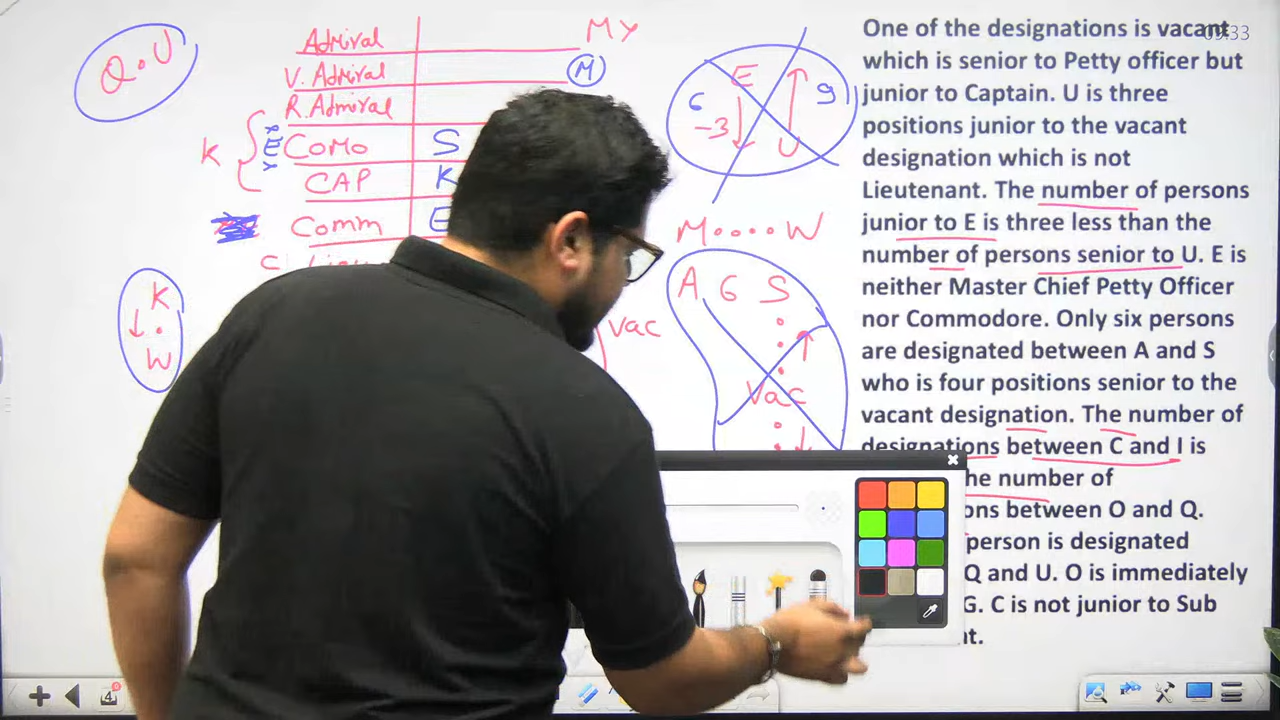 Q . U
Admiral
V. Admiral
R. Admiral
K
COMO S
CAP K
Comm E
K
.
W
M Y
M
6 E 9
-3 U
M . . . . W
Vac
A 6 S
Vac
One of the designations is vacant
which is senior to Petty officer but
junior to Captain. U is three
positions junior to the vacant
designation which is not
Lieutenant. The number of persons
junior to E is three less than the
number of persons senior to U. E is
neither Master Chief Petty Officer
nor Commodore. Only six persons
are designated between A and S
who is four positions senior to the
vacant designation. The number of
designations between C and I is
he number of
ons between O and Q.
person is designated
Q and U. O is immediately
G. C is not junior to Sub
nt.
4